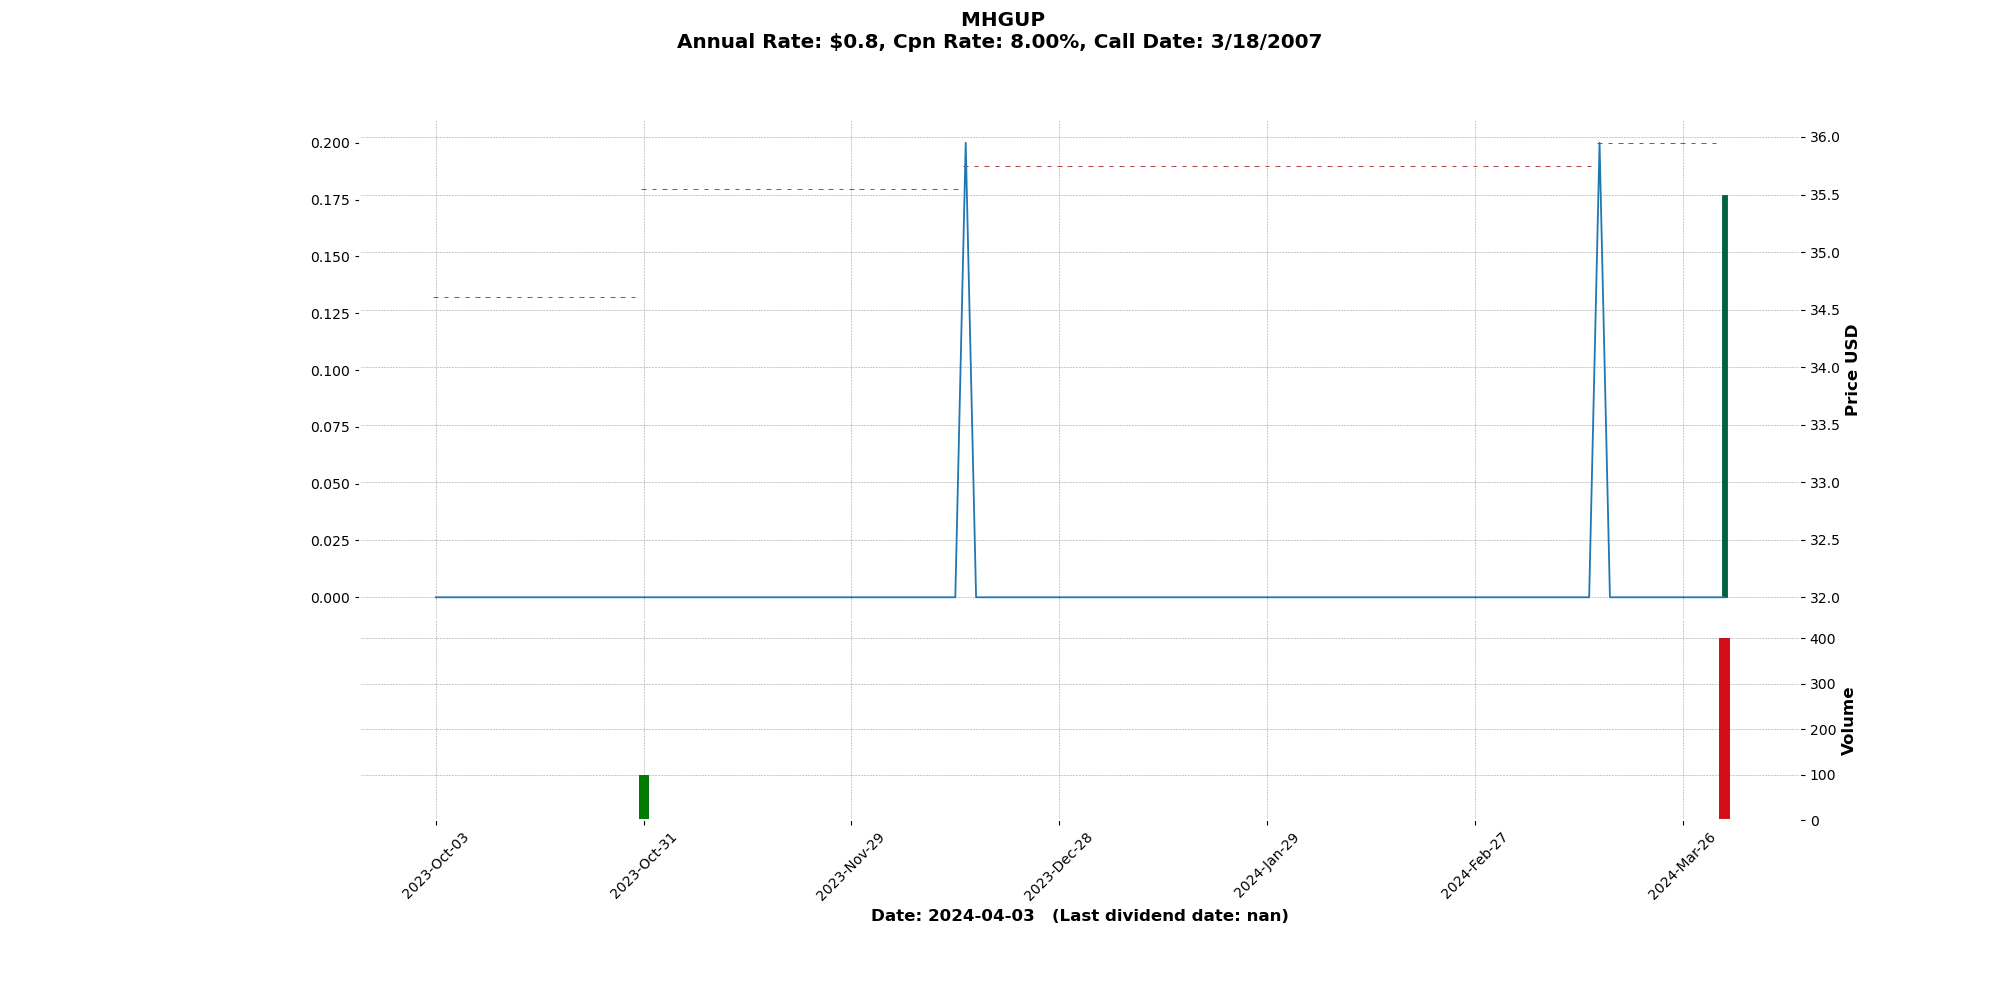 MHGUP
Annual Rate: $0.8, Cpn Rate: 8.00%, Call Date: 3/18/2007
0.200
0.175
0.150
0.125
0.100
0.075
0.050
0.025
0.000
36.0
35.5
35.0
34.5
34.0
33.5
33.0
32.5
32.0
Price USD
400
300
200
100
0
Volume
2023-Oct-03
2023-Oct-31
2023-Nov-29
2023-Dec-28
2024-Jan-29
2024-Feb-27
2024-Mar-26
Date: 2024-04-03 (Last dividend date: nan)